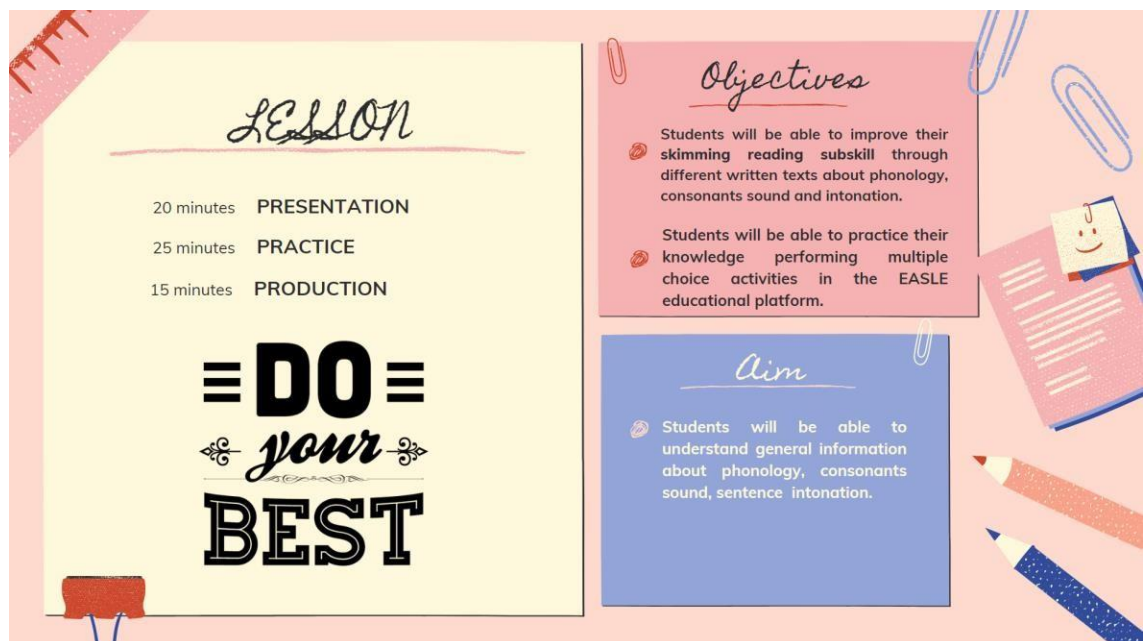 LESSON
20 minutes PRESENTATION
25 minutes PRACTICE
15 minutes PRODUCTION
DO
your
BEST
Objectives
Students will be able to improve their
skimming reading subskill through
different written texts about phonology,
consonants sound and intonation.
Students will be able to practice their
knowledge performing multiple
choice activities in the EASLE
educational platform.
Aim
Students will be able to
understand general information
about phonology, consonants
sound, sentence intonation.